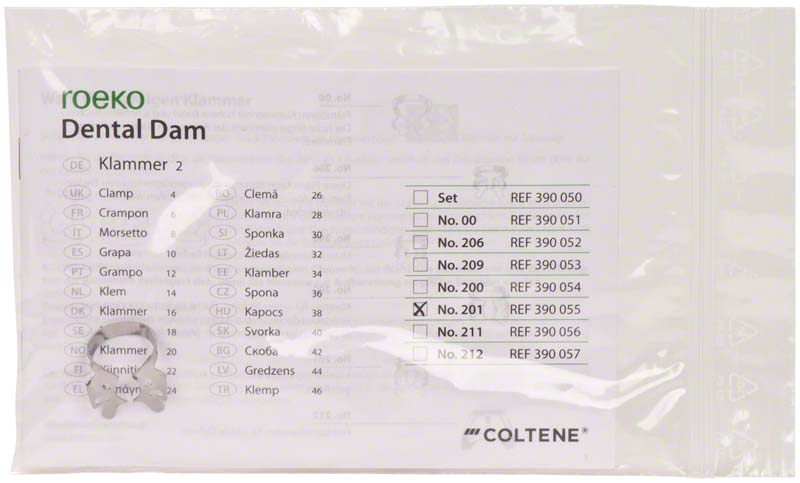 roeko
Dental Dam
DE Klammer 2
UK Clamp 4
FR Crampon 6
IT Morsetto 8
ES Grapa 10
PT Grampo 12
NL Klem 14
DK Klammer 16
SE 18
NO Klammer 20
FI 22
EL 24
RO Clemă 26
PL Klamra 28
SI Sponka 30
LT Žiedas 32
EE Klamber 34
CZ Spona 36
HU Kapocs 38
SK Svorka 40
BG Скоба 42
LV Gredzens 44
TR Klemp 46
Set REF 390 050
No. 00 REF 390 051
No. 206 REF 390 052
No. 209 REF 390 053
No. 200 REF 390 054
X No. 201 REF 390 055
No. 211 REF 390 056
No. 212 REF 390 057
COLTENE